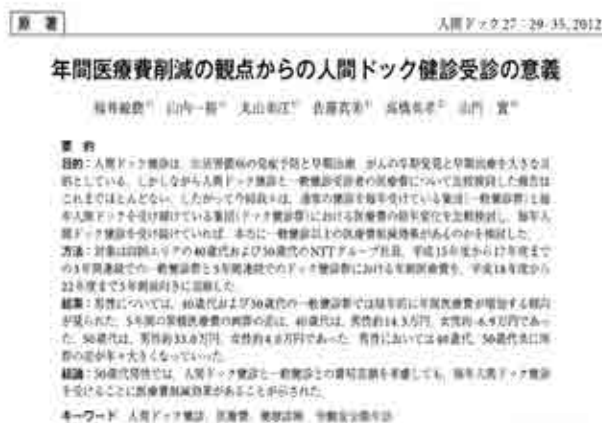 原 著
人間ドック 27:29-35, 2012
年間医療費削減の観点からの人間ドック健診受診の意義
山内一裕 丸山 佐藤 高橋 山門 實
要 約
目的：人間ドック健診は、生活習慣病の発症予防と早期治療、がんの早期発見と早期治療を大きな目
的としている。しかしながら人間ドック健診と一般健診受診者の医療費について比較検討した報告は
これまでほとんどない。したがって今回我々は、通常の健診を毎年受けている集団(一般健診群)と毎
年人間ドックを受け続けている集団(ドック健診群)における医療費の経年変化を比較検討し、毎年人
間ドック健診を受け続けていれば、本当に一般健診以上の医療費削減効果があるのかを検討した。
方法：対象は四国エリアの40歳代および50歳代のNTTグループ社員、平成15年度から17年度まで
の3年間連続での一般健診群と3年間連続でのドック健診群における年間医療費を、平成18年度から
22年度まで5年間前向きに追跡した。
結果：男性については、40歳代および50歳代の一般健診群では経年的に年間医療費が増加する傾向
が見られた。5年間の累積医療費の両群の差は、40歳代は、男性約14.3万円、女性約-6.9万円であっ
た。50歳代は、男性約33.0万円、女性約4.0万円であった。男性においては40歳代、50歳代共に両
群の差が年々大きくなっていった。
結論：50歳代男性では、人間ドック健診と一般健診との費用差額を考慮しても、毎年人間ドック健診
を受けることに医療費削減効果があることが示された。
キーワード 人間ドック健診、医療費、健康診断、労働安全衛生法